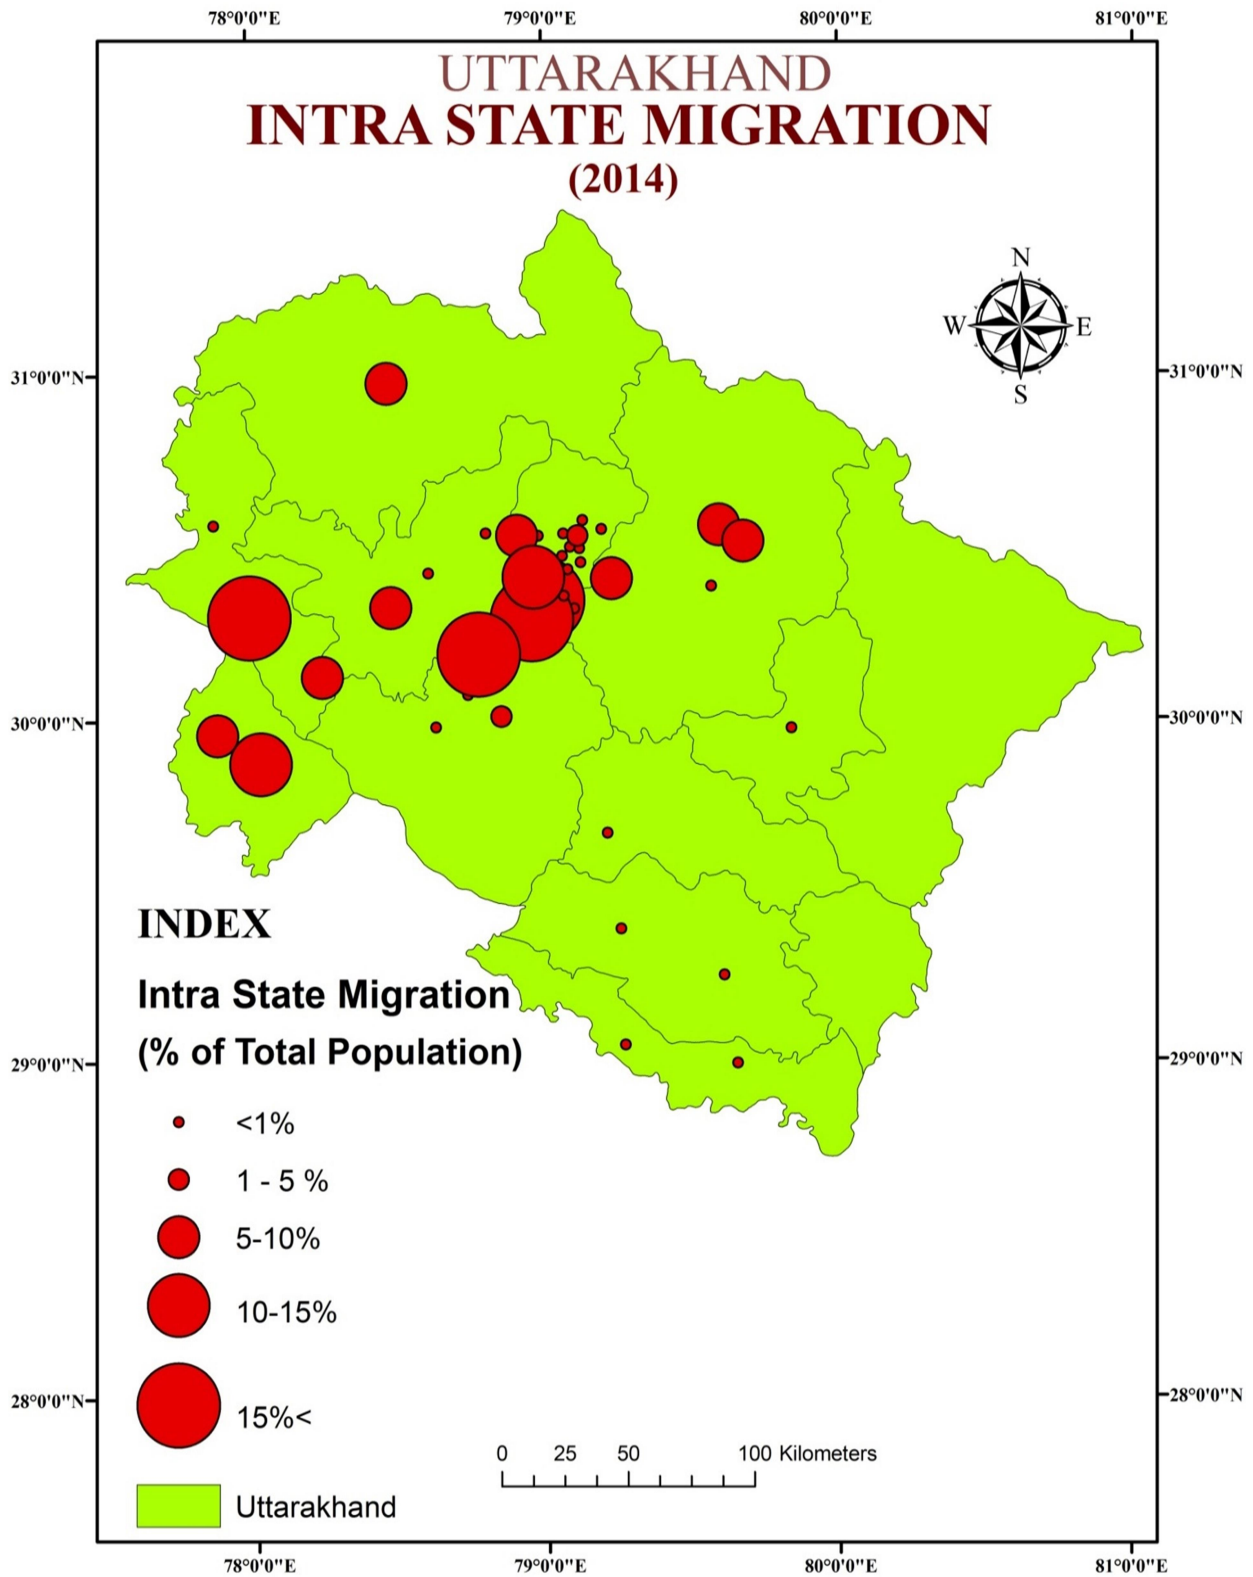 78°0'0"E 79°0'0"E 80°0'0"E 81°0'0"E
UTTARAKHAND
INTRA STATE MIGRATION
(2014)
N
W E
S
31°0'0"N 31°0'0"N
30°0'0"N 30°0'0"N
INDEX
Intra State Migration
(% of Total Population)
29°0'0"N 29°0'0"N
<1%
1 - 5 %
5-10%
10-15%
28°0'0"N 28°0'0"N
15%<
0 25 50 100 Kilometers
Uttarakhand
78°0'0"E 79°0'0"E 80°0'0"E 81°0'0"E